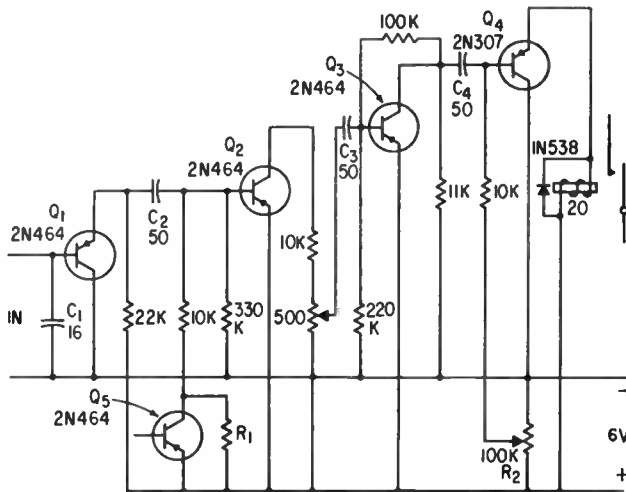 100K
Q4
2N307
Q3
2N464
C4
50
C3
50
IN538
20
Q2
2N464
C2
50
Q1
2N464
11K
10K
10K
IN
C1
16
22K
10K
330
K
500
220
K
Q5
2N464
R1
100K
R2
−
6V
+